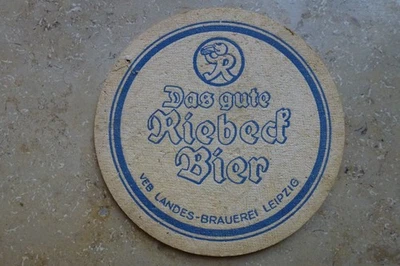 R
Das gute
Riebeck
Bier
VEB LANDES-BRAUEREI LEIPZIG